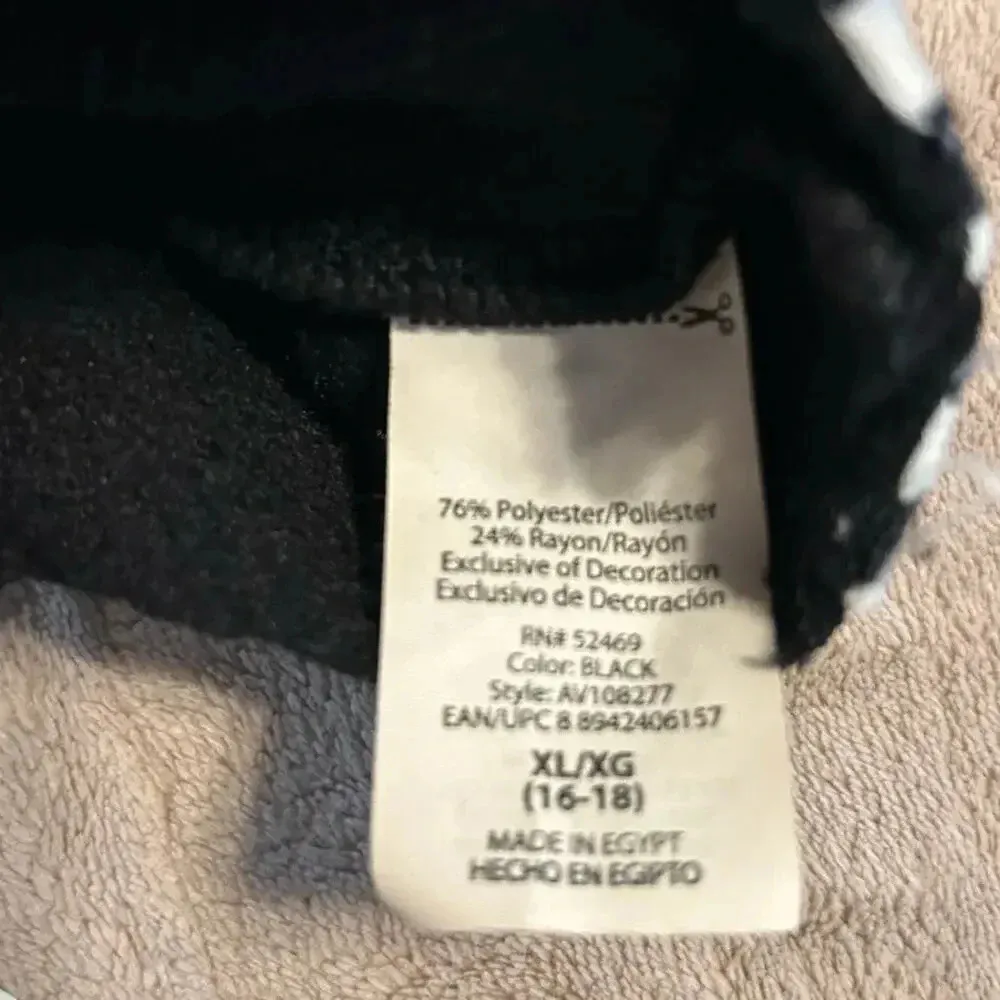 76% Polyester/Poliéster
24% Rayon/Rayón
Exclusive of Decoration
Exclusivo de Decoración
RN# 52469
Color: BLACK
Style: AV108277
EAN/UPC 8 8942406157
XL/XG
(16-18)
MADE IN EGYPT
HECHO EN EGIPTO